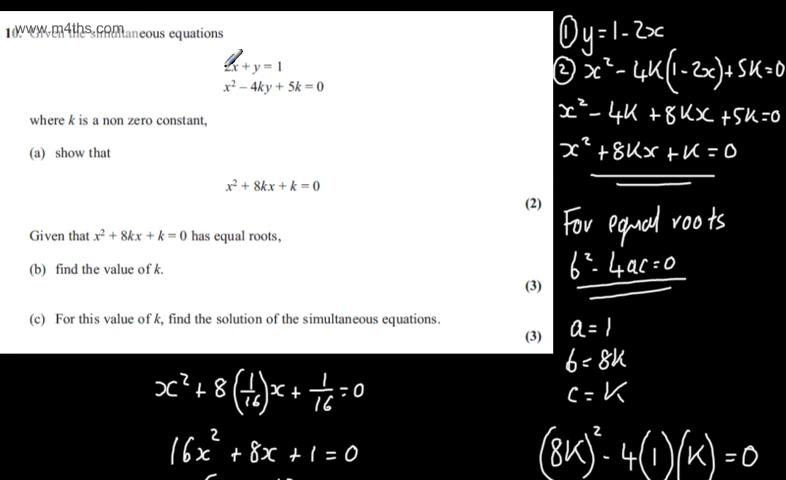 www.m4ths.com
10. Given the simultaneous equations
2x + y = 1
x² – 4ky + 5k = 0
where k is a non zero constant,
(a) show that
x² + 8kx + k = 0
(2)
Given that x² + 8kx + k = 0 has equal roots,
(b) find the value of k.
(3)
(c) For this value of k, find the solution of the simultaneous equations.
(3)
x² + 8(1/16)x + 1/16 = 0
16x² + 8x + 1 = 0
① y = 1 - 2x
② x² - 4K(1-2x) + 5K = 0
x² - 4K + 8Kx + 5K = 0
x² + 8Kx + K = 0
For equal roots
b² - 4ac = 0
a = 1
b = 8K
c = K
(8K)² - 4(1)(K) = 0